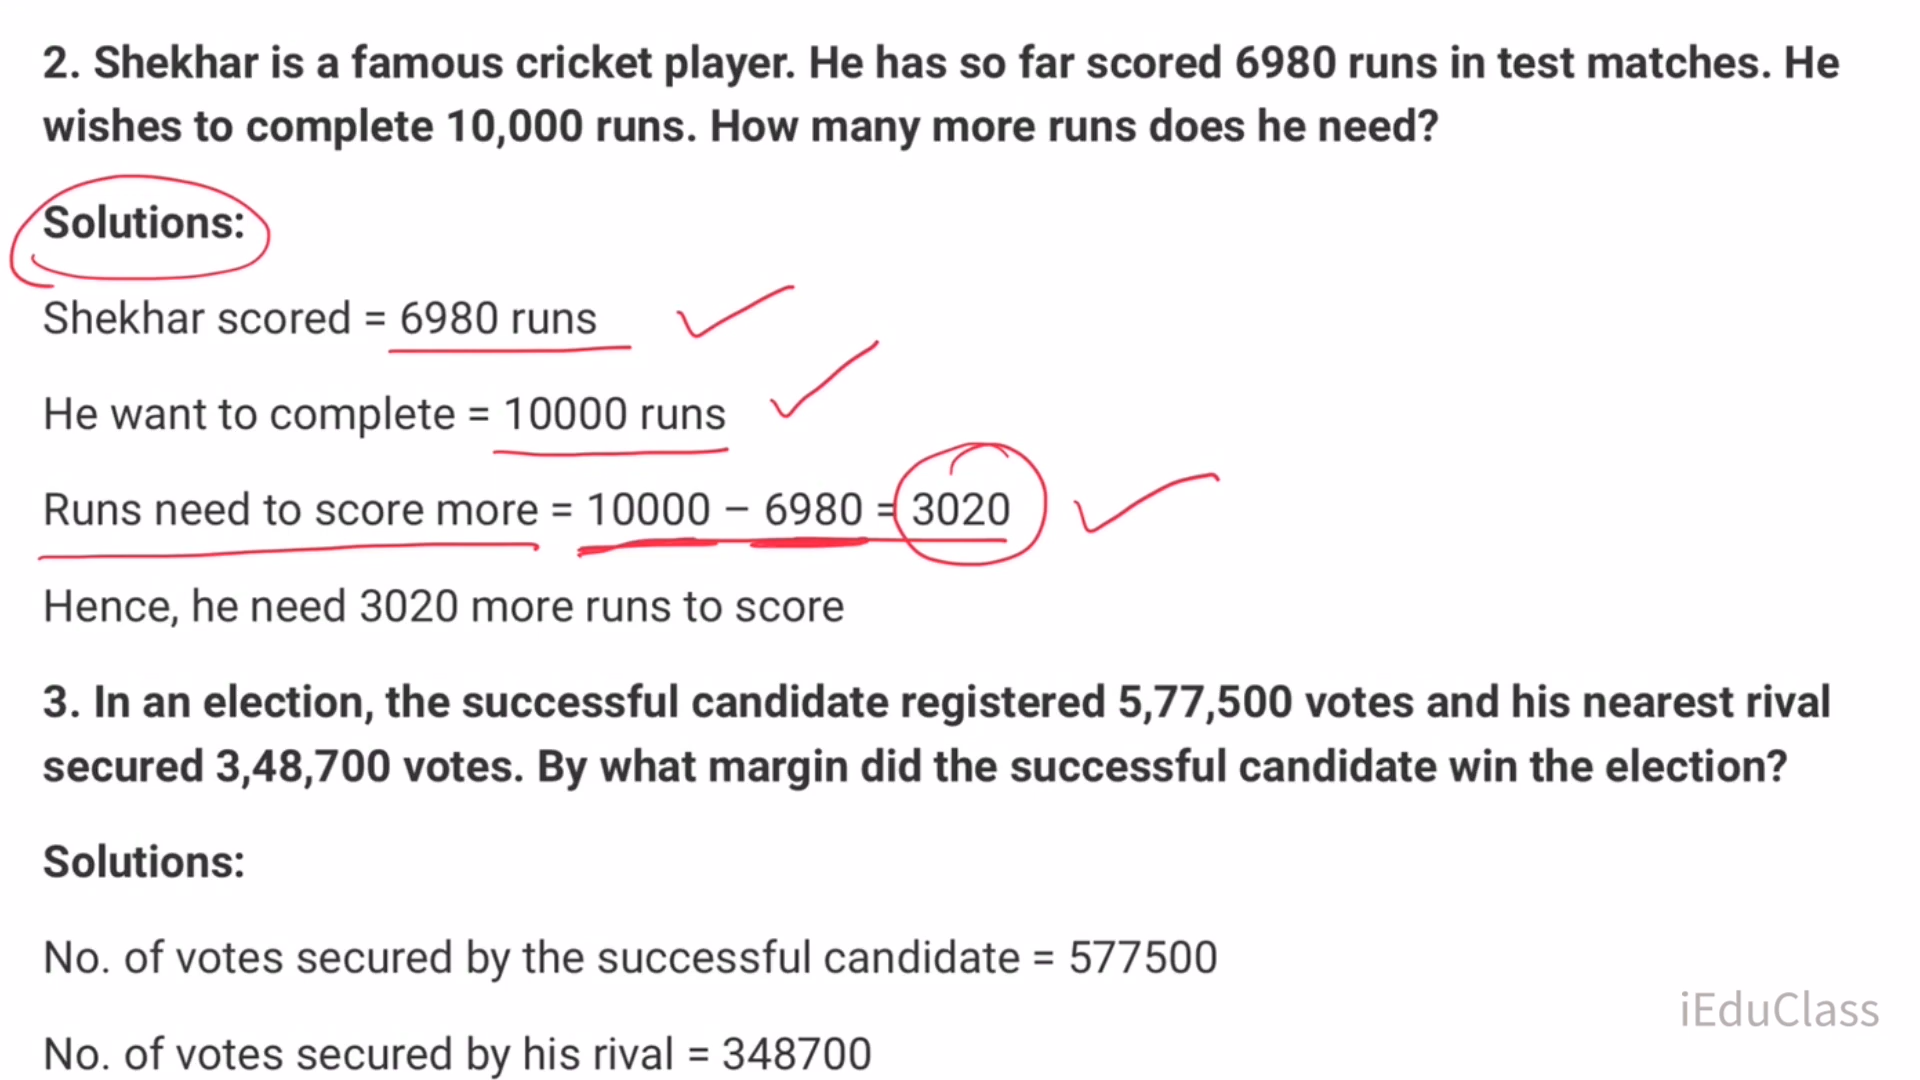 2. Shekhar is a famous cricket player. He has so far scored 6980 runs in test matches. He
wishes to complete 10,000 runs. How many more runs does he need?
Solutions:
Shekhar scored = 6980 runs
He want to complete = 10000 runs
Runs need to score more = 10000 – 6980 = 3020
Hence, he need 3020 more runs to score
3. In an election, the successful candidate registered 5,77,500 votes and his nearest rival
secured 3,48,700 votes. By what margin did the successful candidate win the election?
Solutions:
No. of votes secured by the successful candidate = 577500
iEduClass
No. of votes secured by his rival = 348700